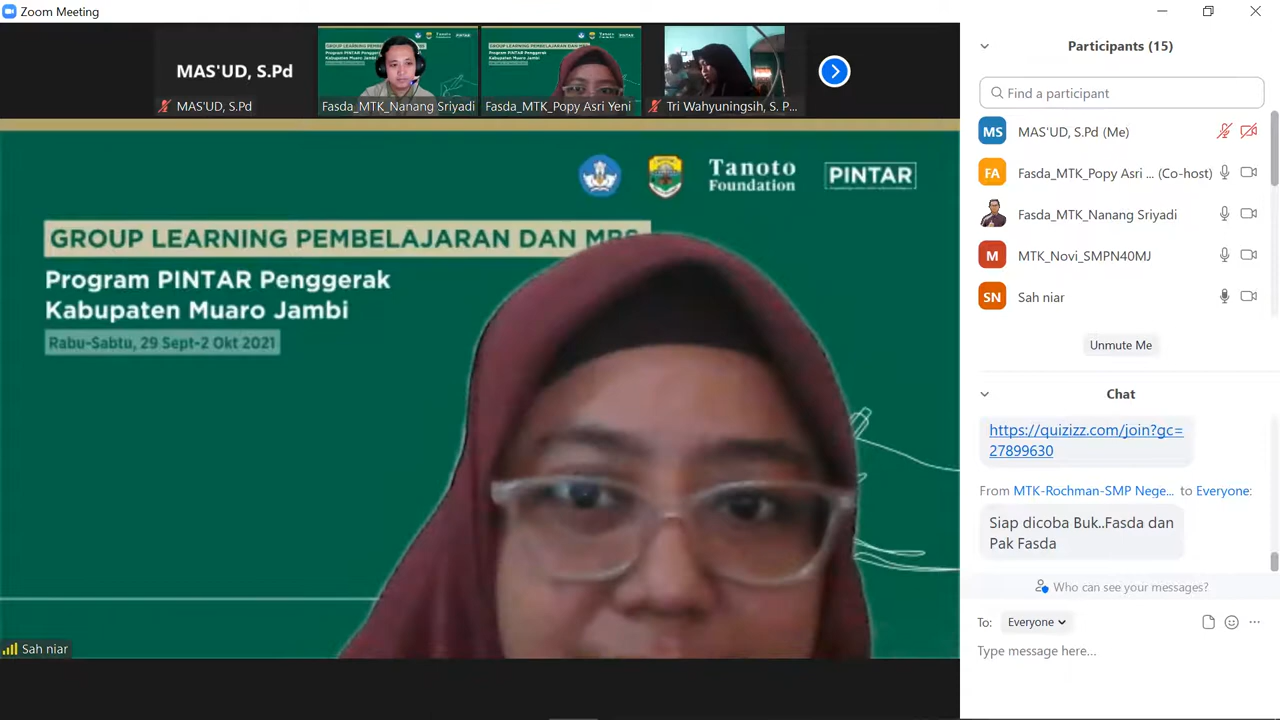 Zoom Meeting
MAS'UD, S.Pd
MAS'UD, S.Pd
Fasda_MTK_Nanang Sriyadi
Fasda_MTK_Popy Asri Yeni
Tri Wahyuningsih, S. P...
Tanoto
Foundation
PINTAR
GROUP LEARNING PEMBELAJARAN DAN MBS
Program PINTAR Penggerak
Kabupaten Muaro Jambi
Rabu-Sabtu, 29 Sept-2 Okt 2021
Sah niar
Participants (15)
Find a participant
MS MAS'UD, S.Pd (Me)
FA Fasda_MTK_Popy Asri ... (Co-host)
Fasda_MTK_Nanang Sriyadi
M MTK_Novi_SMPN40MJ
SN Sah niar
Unmute Me
Chat
https://quizizz.com/join?gc=
27899630
From MTK-Rochman-SMP Nege... to Everyone:
Siap dicoba Buk..Fasda dan
Pak Fasda
Who can see your messages?
To: Everyone
Type message here...